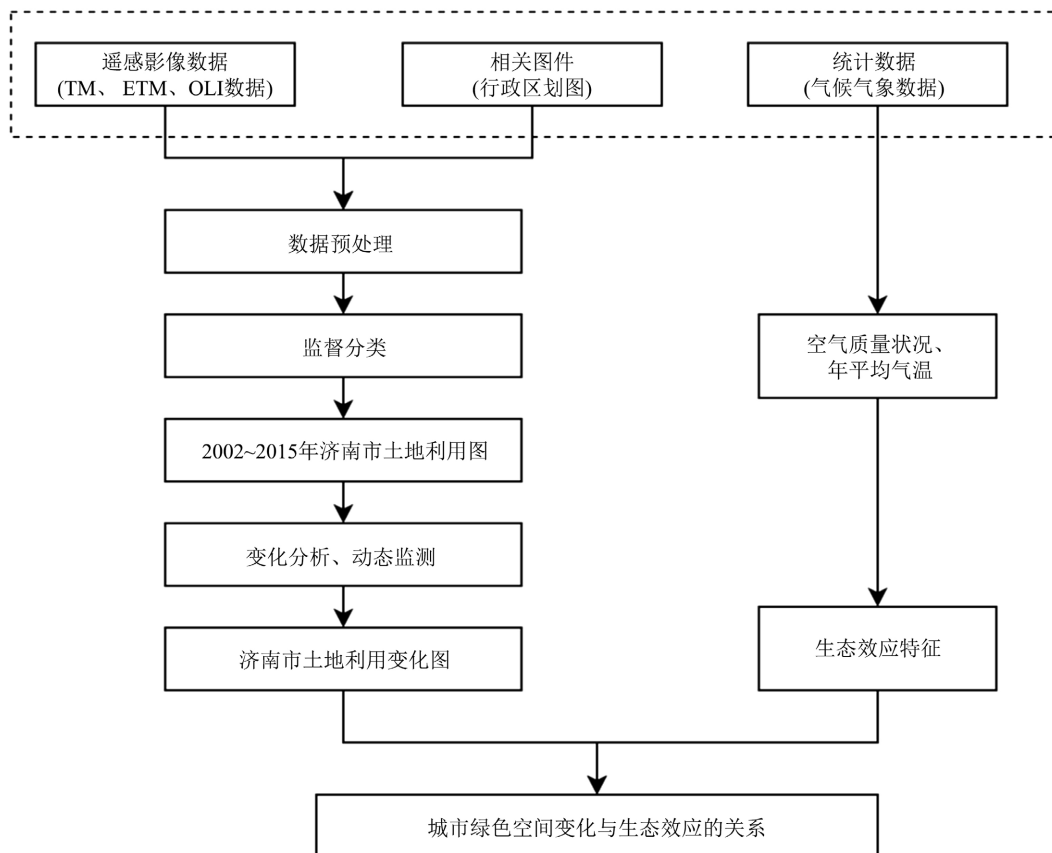 遥感影像数据
(TM、 ETM、OLI数据)
相关图件
(行政区划图)
统计数据
(气候气象数据)
数据预处理
监督分类
空气质量状况、
年平均气温
2002~2015年济南市土地利用图
变化分析、动态监测
济南市土地利用变化图
生态效应特征
城市绿色空间变化与生态效应的关系